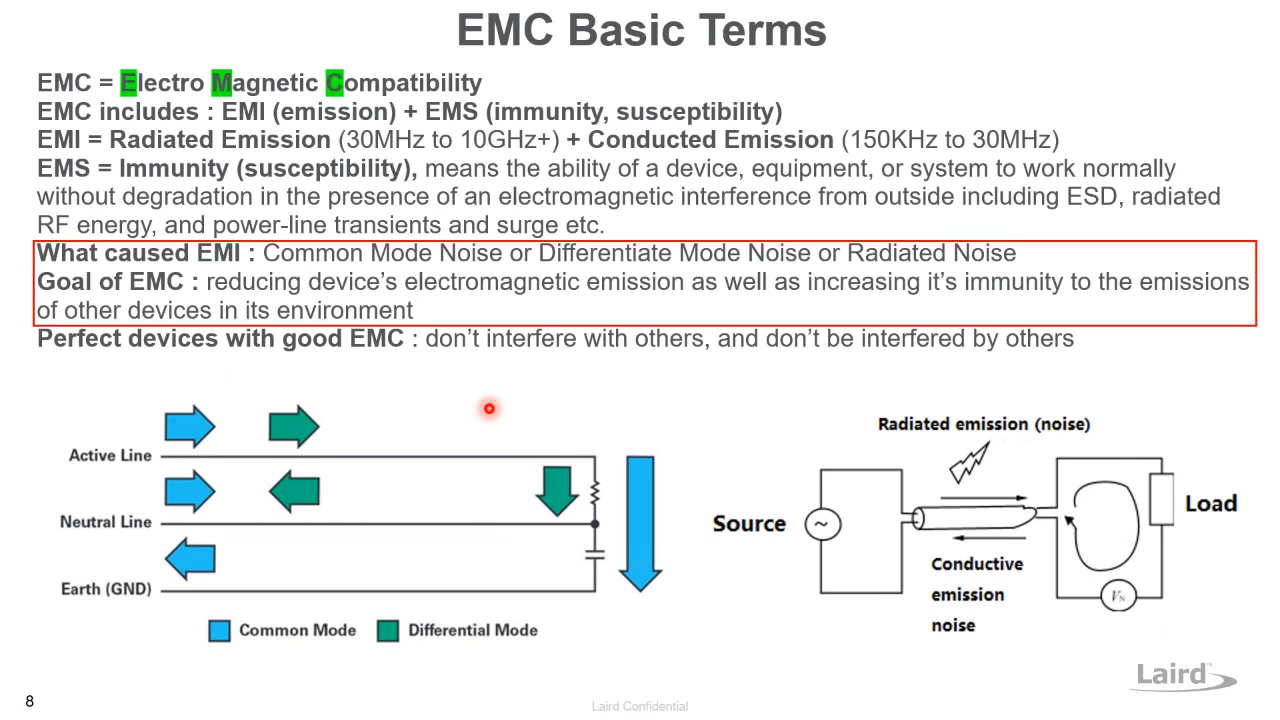 EMC Basic Terms
EMC = Electro Magnetic Compatibility
EMC includes : EMI (emission) + EMS (immunity, susceptibility)
EMI = Radiated Emission (30MHz to 10GHz+) + Conducted Emission (150KHz to 30MHz)
EMS = Immunity (susceptibility), means the ability of a device, equipment, or system to work normally
without degradation in the presence of an electromagnetic interference from outside including ESD, radiated
RF energy, and power-line transients and surge etc.
What caused EMI : Common Mode Noise or Differentiate Mode Noise or Radiated Noise
Goal of EMC : reducing device’s electromagnetic emission as well as increasing it’s immunity to the emissions
of other devices in its environment
Perfect devices with good EMC : don’t interfere with others, and don’t be interfered by others
Active Line
Neutral Line
Earth (GND)
Common Mode
Differential Mode
Radiated emission (noise)
Source
~
Load
Conductive
emission
noise
VN
Laird™
8
Laird Confidential